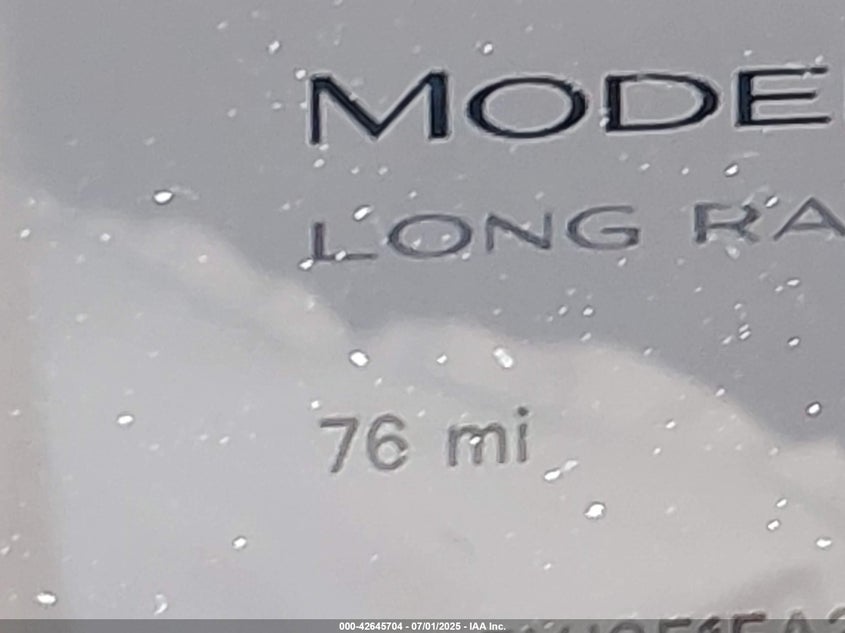 MODE
LONG RA
76 mi
000-42645704 - 07/01/2025 - IAA Inc.